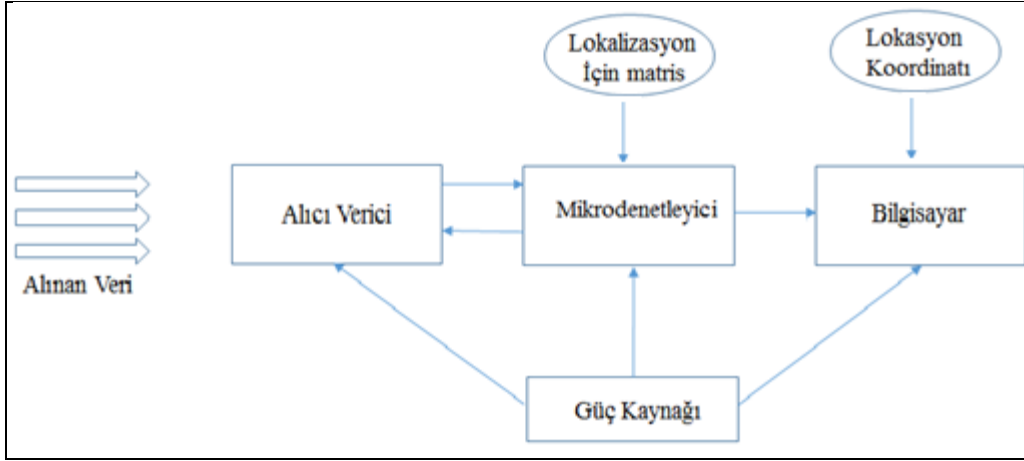 Lokalizasyon
İçin matris
Lokasyon
Koordinatı
Alıcı Verici
Mikrodenetleyici
Bilgisayar
Alınan Veri
Güç Kaynağı